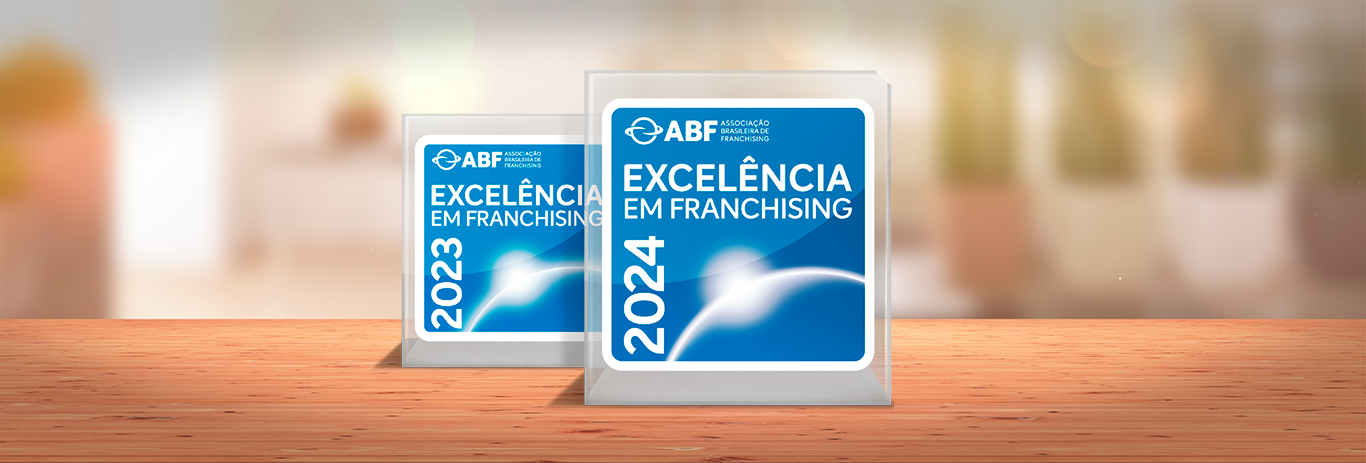 ABF ASSOCIAÇÃO
BRASILEIRA DE
FRANCHISING
EXCELÊNCIA
EM FRANCHISING
2023
ABF ASSOCIAÇÃO
BRASILEIRA DE
FRANCHISING
EXCELÊNCIA
EM FRANCHISING
2024